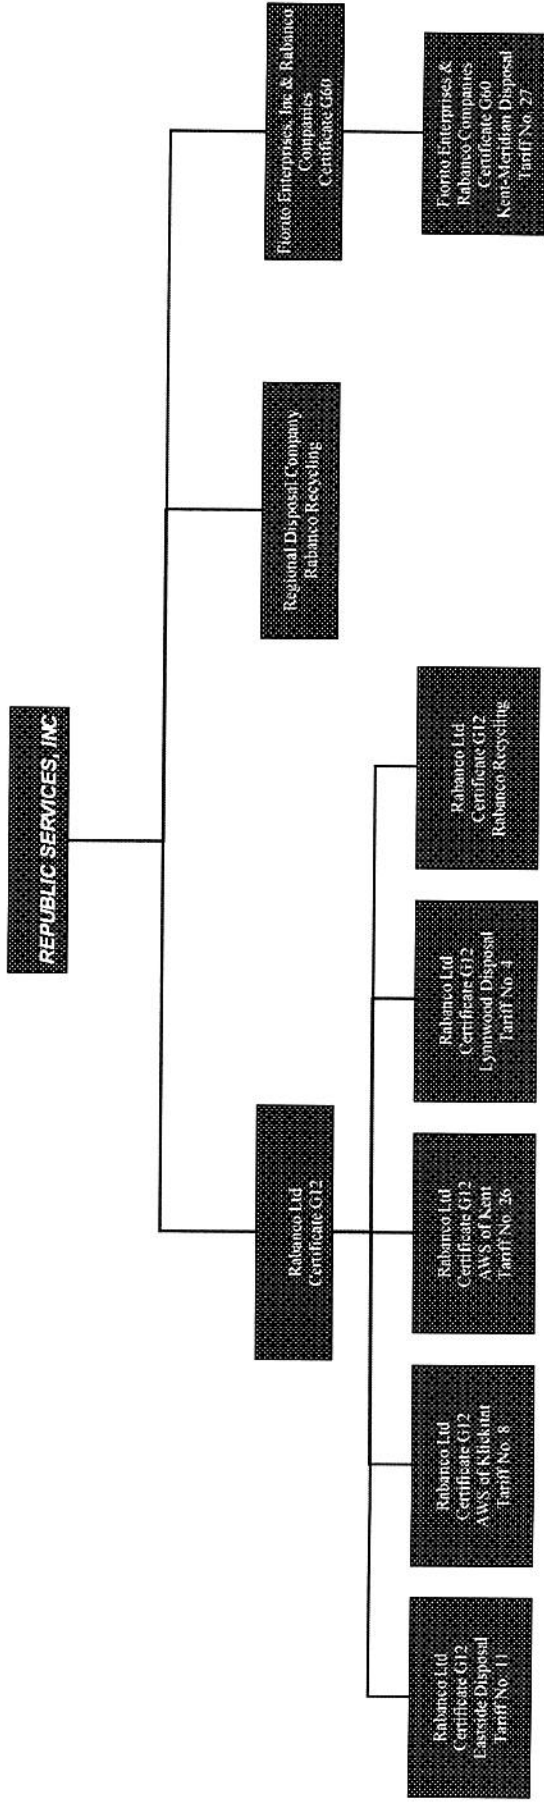 REPUBLIC SERVICES, INC
Rabanco Ltd
Certificate G12
Regional Disposal Company
Rabanco Recycling
Fiorito Enterprises, Inc & Rabanco
Companies
Certificate G60
Rabanco Ltd
Certificate G12
Eastside Disposal
Tariff No. 11
Rabanco Ltd
Certificate G12
AWS of Klickitat
Tariff No. 8
Rabanco Ltd
Certificate G12
AWS of Kent
Tariff No. 26
Rabanco Ltd
Certificate G12
Lynnwood Disposal
Tariff No. 4
Rabanco Ltd
Certificate G12
Rabanco Recycling
Fiorito Enterprises &
Rabanco Companies
Certificate G60
Kent-Meridian Disposal
Tariff No. 27